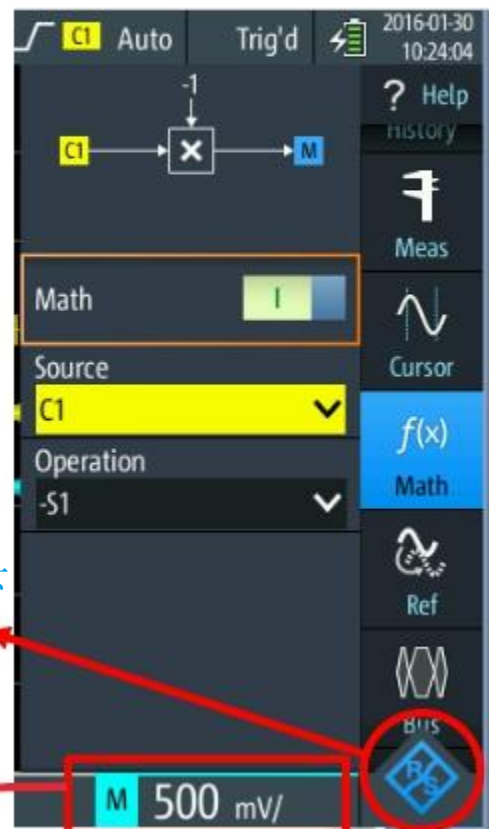 C1 Auto Trig'd 2016-01-30
10:24:04
? Help
History
-1
C1 × M
Meas
Math I
Cursor
Source
C1
f(x)
Math
Operation
-S1
Ref
Bus
R&S
M 500 mV/